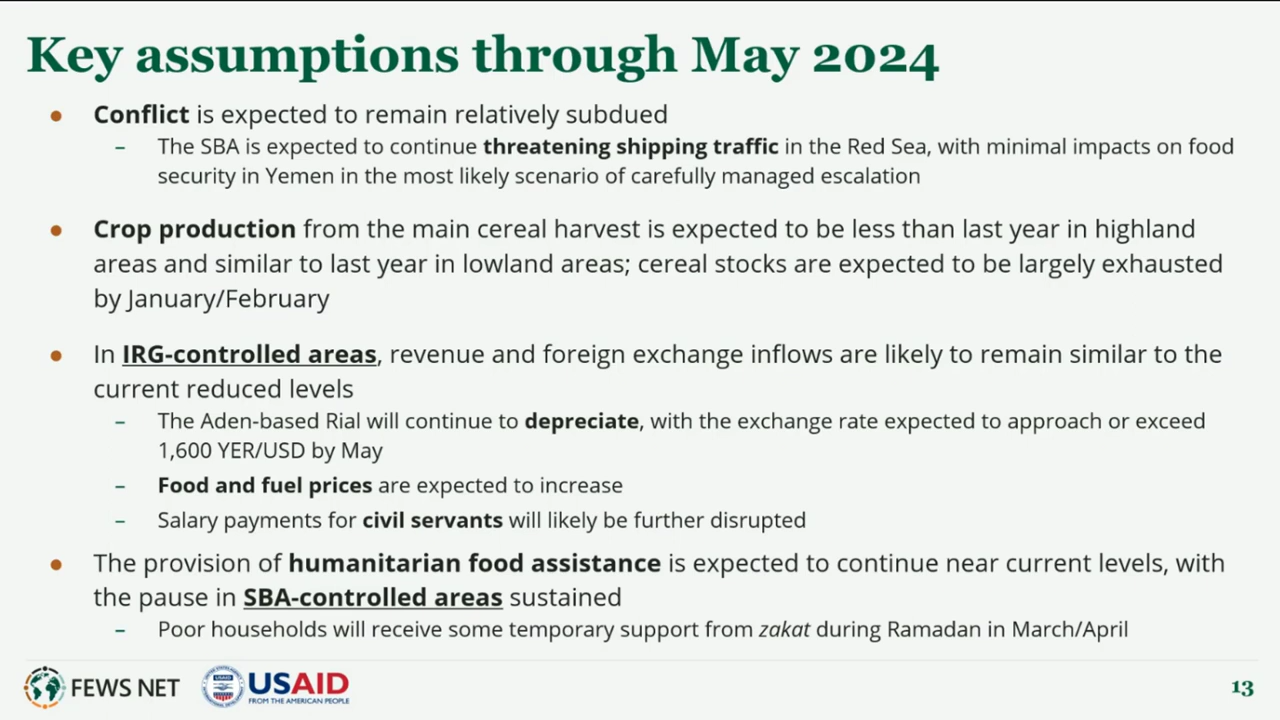 Key assumptions through May 2024
● Conflict is expected to remain relatively subdued
– The SBA is expected to continue threatening shipping traffic in the Red Sea, with minimal impacts on food
security in Yemen in the most likely scenario of carefully managed escalation
● Crop production from the main cereal harvest is expected to be less than last year in highland
areas and similar to last year in lowland areas; cereal stocks are expected to be largely exhausted
by January/February
● In IRG-controlled areas, revenue and foreign exchange inflows are likely to remain similar to the
current reduced levels
– The Aden-based Rial will continue to depreciate, with the exchange rate expected to approach or exceed
1,600 YER/USD by May
– Food and fuel prices are expected to increase
– Salary payments for civil servants will likely be further disrupted
● The provision of humanitarian food assistance is expected to continue near current levels, with
the pause in SBA-controlled areas sustained
– Poor households will receive some temporary support from zakat during Ramadan in March/April
FEWS NET
USAID
FROM THE AMERICAN PEOPLE
13